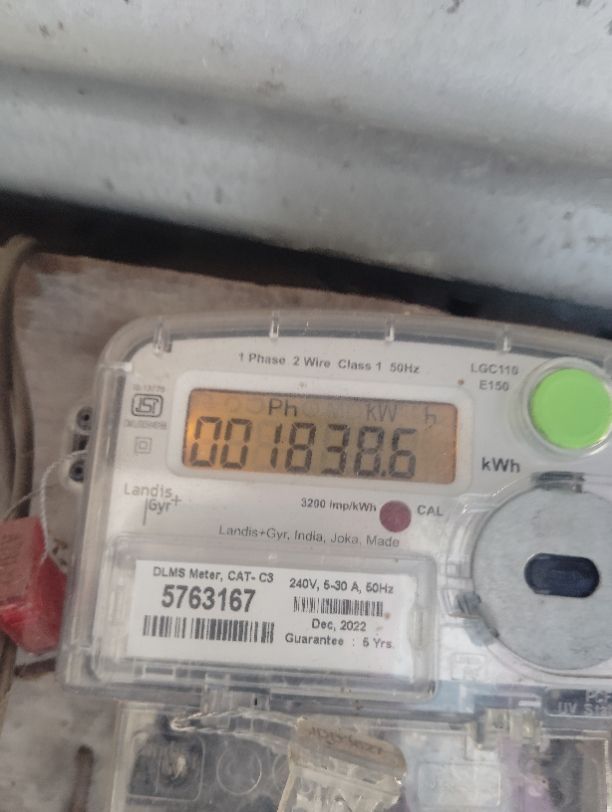 1 Phase 2 Wire Class 1 50Hz
LGC110
E150
ISI
Ph kW h
001838.6
kWh
Landis
Gyr+
3200 imp/kWh
CAL
Landis+Gyr, India, Joka, Made
DLMS Meter, CAT- C3
5763167
240V, 5-30 A, 50Hz
Dec, 2022
Guarantee : 5 Yrs.
UV